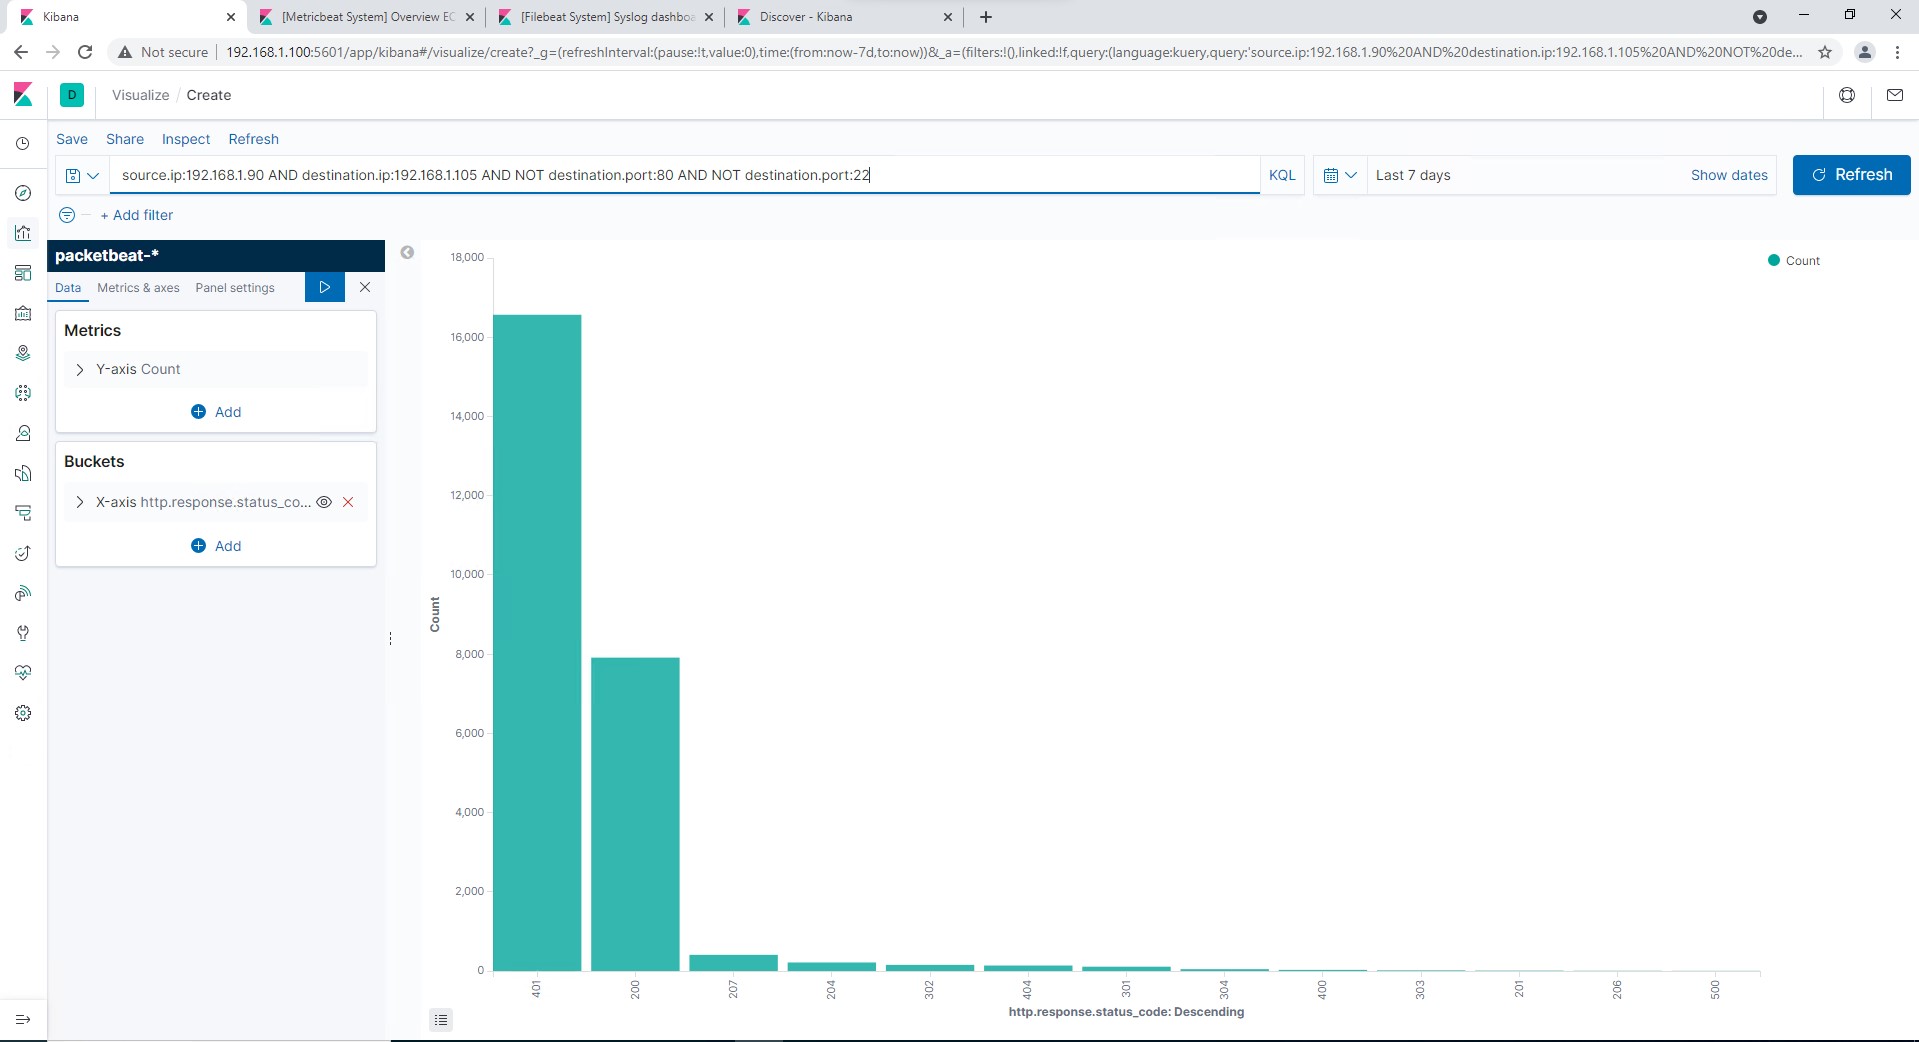 Kibana
[Metricbeat System] Overview EC
[Filebeat System] Syslog dashboa
Discover - Kibana
Not secure
192.168.1.100:5601/app/kibana#/visualize/create?_g=(refreshInterval:(pause:!t,value:0),time:(from:now-7d,to:now))&_a=(filters:!(),linked:!f,query:(language:kuery,query:'source.ip:192.168.1.90%20AND%20destination.ip:192.168.1.105%20AND%20NOT%20de...
D
Visualize / Create
Save Share Inspect Refresh
source.ip:192.168.1.90 AND destination.ip:192.168.1.105 AND NOT destination.port:80 AND NOT destination.port:22
KQL
Last 7 days
Show dates
Refresh
+ Add filter
packetbeat-*
Data Metrics & axes Panel settings
Metrics
Y-axis Count
Add
Buckets
X-axis http.response.status_co...
Add
18,000
16,000
14,000
12,000
10,000
8,000
6,000
4,000
2,000
0
Count
401 200 207 204 302 404 301 304 400 303 201 206 500
http.response.status_code: Descending
Count